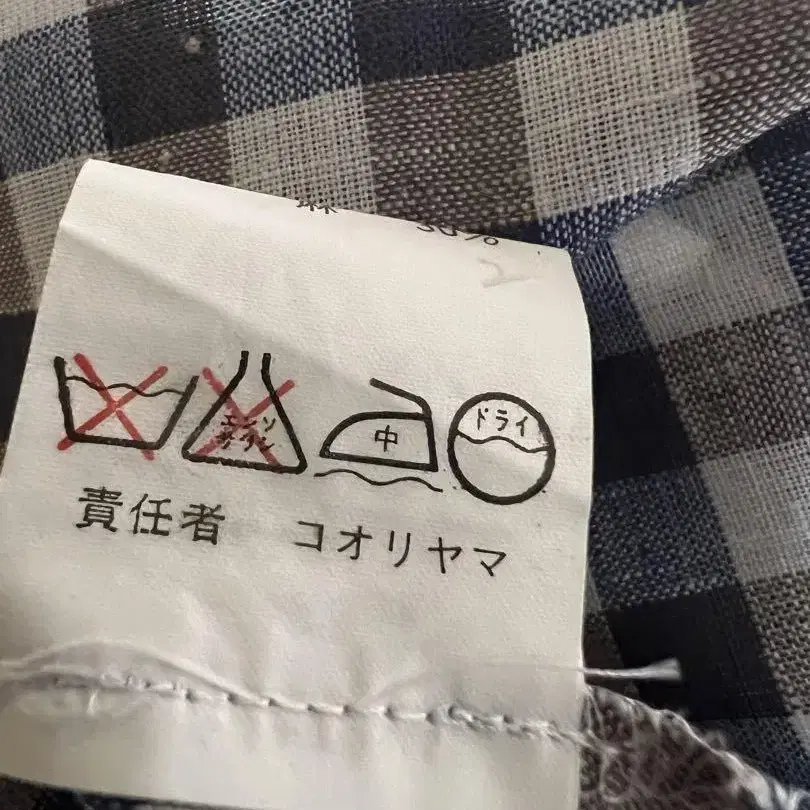 エンソ
サラシ
中
ドライ
責任者 コオリヤマ